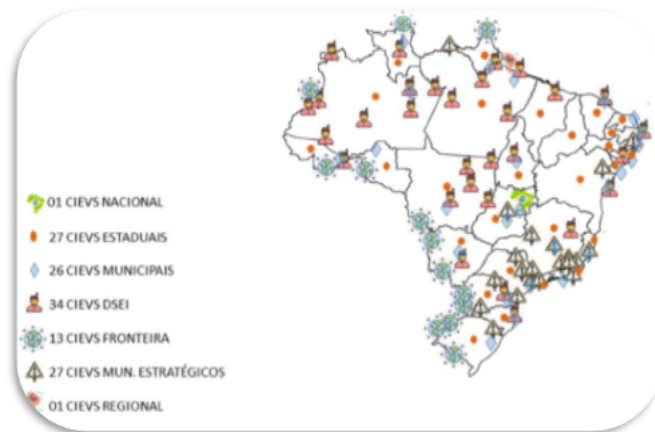 01 CIEVS NACIONAL
27 CIEVS ESTADUAIS
26 CIEVS MUNICIPAIS
34 CIEVS DSEI
13 CIEVS FRONTEIRA
27 CIEVS MUN. ESTRATÉGICOS
01 CIEVS REGIONAL